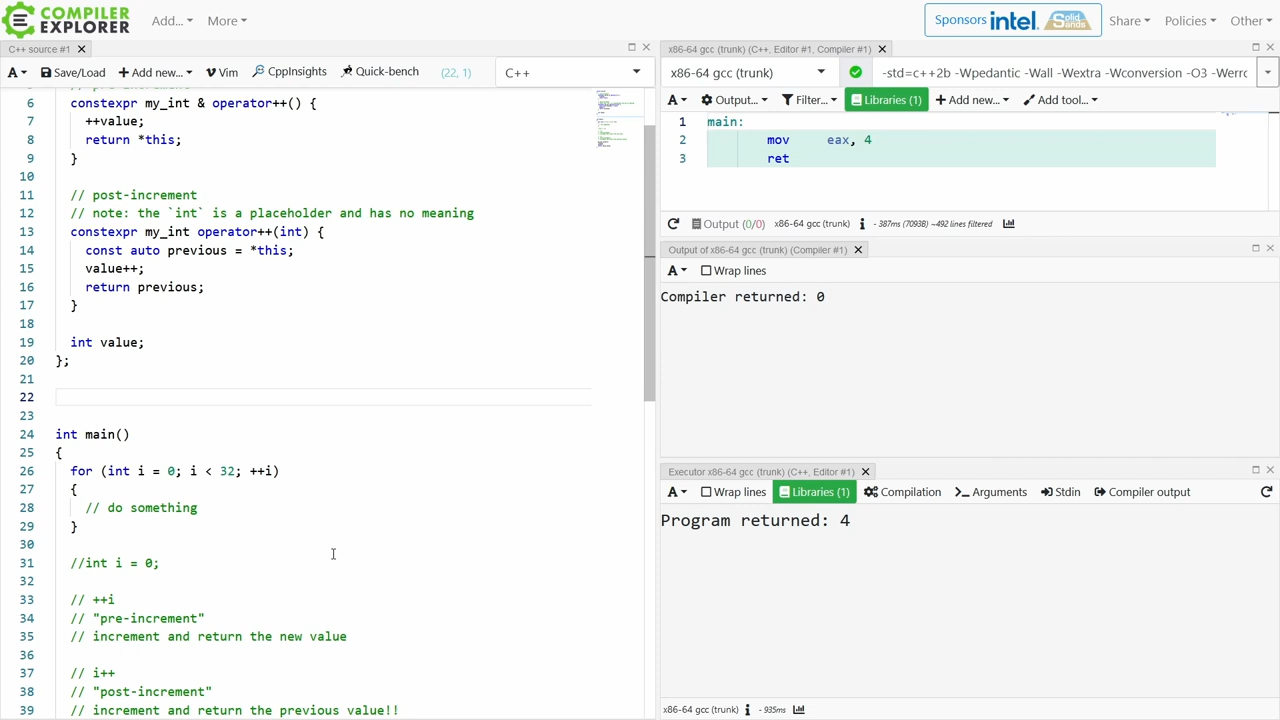 COMPILER
EXPLORER
Add...
More
Sponsors
intel.
Solid
Sands
Share
Policies
Other
C++ source #1
A
Save/Load
Add new...
Vim
CppInsights
Quick-bench
(22, 1)
C++
6 constexpr my_int & operator++() {
7 ++value;
8 return *this;
9 }
10
11 // post-increment
12 // note: the `int` is a placeholder and has no meaning
13 constexpr my_int operator++(int) {
14 const auto previous = *this;
15 value++;
16 return previous;
17 }
18
19 int value;
20 };
21
22
23
24 int main()
25 {
26 for (int i = 0; i < 32; ++i)
27 {
28 // do something
29 }
30
31 //int i = 0;
32
33 // ++i
34 // "pre-increment"
35 // increment and return the new value
36
37 // i++
38 // "post-increment"
39 // increment and return the previous value!!
x86-64 gcc (trunk) (C++, Editor #1, Compiler #1)
x86-64 gcc (trunk)
-std=c++2b -Wpedantic -Wall -Wextra -Wconversion -O3 -Werro
A
Output...
Filter...
Libraries (1)
Add new...
Add tool...
1 main:
2 mov eax, 4
3 ret
Output (0/0) x86-64 gcc (trunk) i - 387ms (7093B) ~492 lines filtered
Output of x86-64 gcc (trunk) (Compiler #1)
A
Wrap lines
Compiler returned: 0
Executor x86-64 gcc (trunk) (C++, Editor #1)
A
Wrap lines
Libraries (1)
Compilation
Arguments
Stdin
Compiler output
Program returned: 4
x86-64 gcc (trunk) i - 935ms